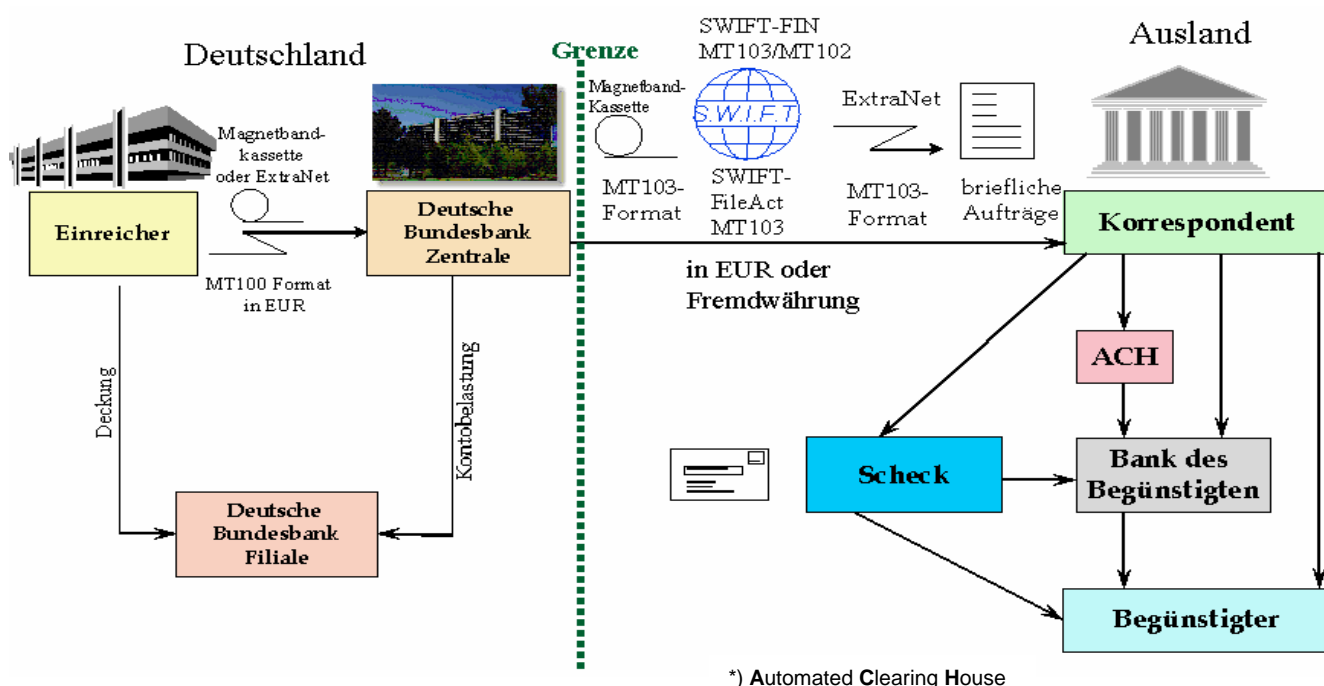 Deutschland
Grenze
SWIFT-FIN
MT103/MT102
Ausland
Magnetband-
kassette
oder ExtraNet
Magnetband-
Kassette
S.W.I.F.T
ExtraNet
MT103-
Format
SWIFT-
FileAct
MT103
MT103-
Format
briefliche
Aufträge
Einreicher
Deutsche
Bundesbank
Zentrale
Korrespondent
MT100 Format
in EUR
in EUR oder
Fremdwährung
Deckung
Kontobelastung
ACH
Scheck
Bank des
Begünstigten
Deutsche
Bundesbank
Filiale
Begünstigter
*) Automated Clearing House